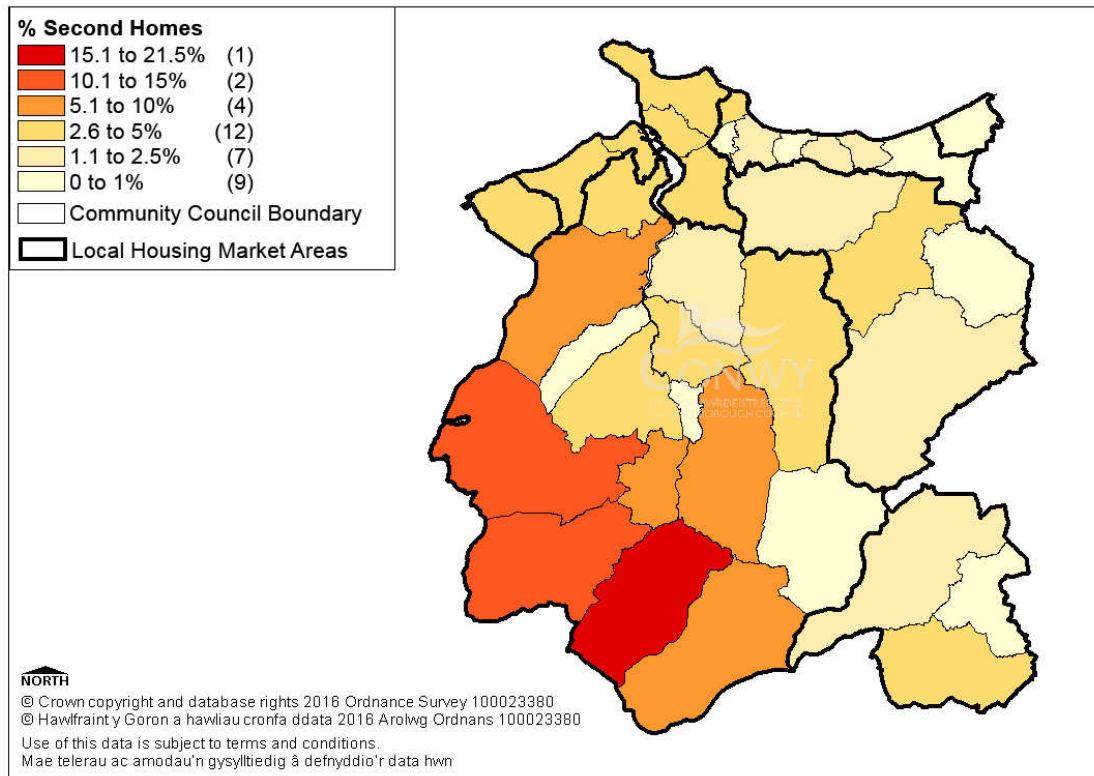 % Second Homes
15.1 to 21.5% (1)
10.1 to 15% (2)
5.1 to 10% (4)
2.6 to 5% (12)
1.1 to 2.5% (7)
0 to 1% (9)
Community Council Boundary
Local Housing Market Areas
CONWY
NORTH
© Crown copyright and database rights 2016 Ordnance Survey 100023380
© Hawlfraint y Goron a hawliau cronfa ddata 2016 Arolwg Ordnans 100023380
Use of this data is subject to terms and conditions.
Mae telerau ac amodau'n gysylltiedig â defnyddio'r data hwn